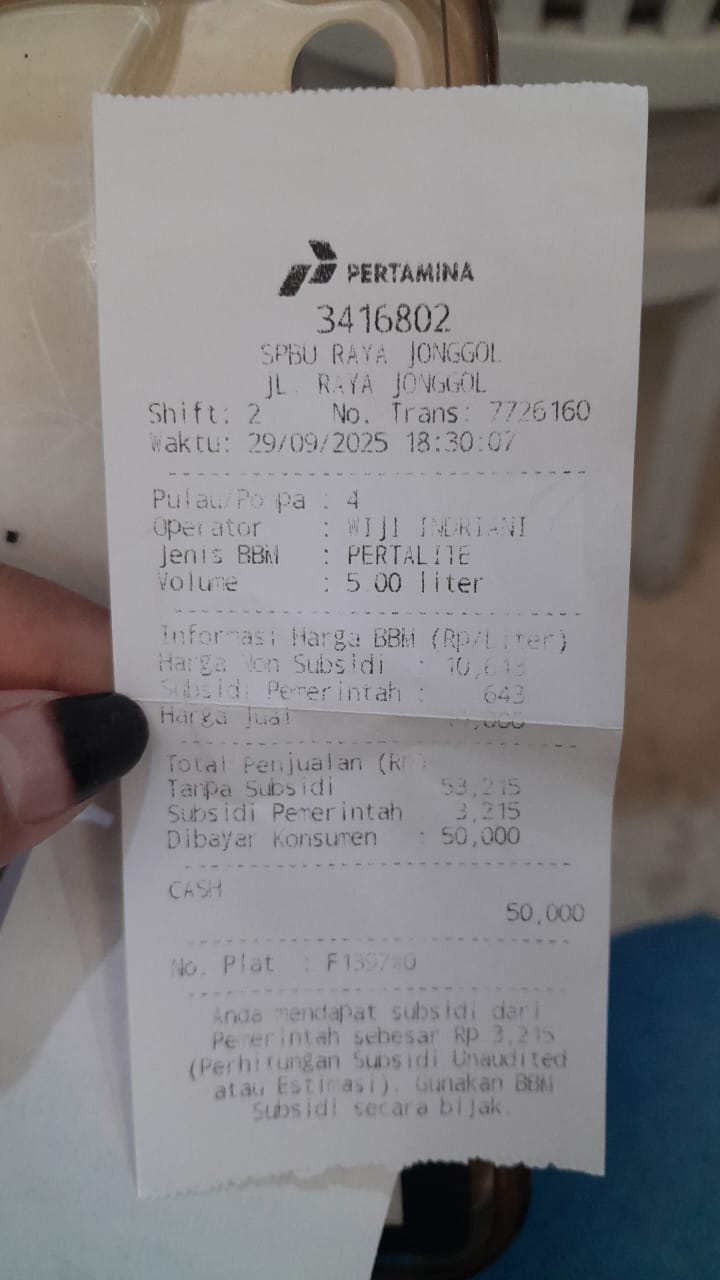 PERTAMINA
3416802
SPBU RAYA JONGGOL
JL. RAYA JONGGOL
Shift: 2 No. Trans: 7726160
Waktu: 29/09/2025 18:30:07
Pulau/Pompa : 4
Operator : WIJI INDRIANI
Jenis BBM : PERTALITE
Volume : 5.00 liter
Informasi Harga BBM (Rp/Liter)
Harga Non Subsidi : 10,643
Subsidi Pemerintah : 643
Harga Jual
Total Penjualan (Rp)
Tanpa Subsidi 53,215
Subsidi Pemerintah 3,215
Dibayar Konsumen : 50,000
CASH
50,000
No. Plat :
Anda mendapat subsidi dari
Pemerintah sebesar Rp 3,215
(Perhitungan Subsidi Unaudited
atau Estimasi). Gunakan BBM
Subsidi secara bijak.